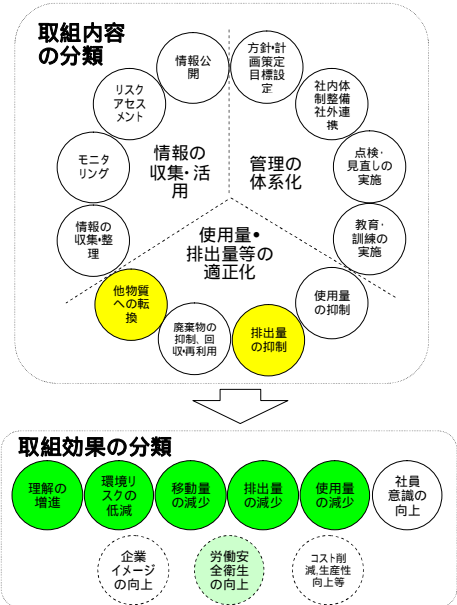 取組内容
の分類
情報公
開
方針・計
画策定
目標設
定
リスク
アセス
メント
社内体
制整備
社外連
携
モニタ
リング
情報の
収集・活
用
管理の
体系化
点検・
見直しの
実施
情報の
収集・整
理
使用量・
排出量等の
適正化
教育・
訓練の
実施
他物質
への転
換
廃棄物の
抑制、回
収・再利用
排出量
の抑制
使用量
の抑制
取組効果の分類
理解の
増進
環境リ
スクの
低減
移動量
の減少
排出量
の減少
使用量
の減少
社員
意識の
向上
企業
イメージ
の向上
労働安
全衛生
の向上
コスト削
減、生産性
向上等